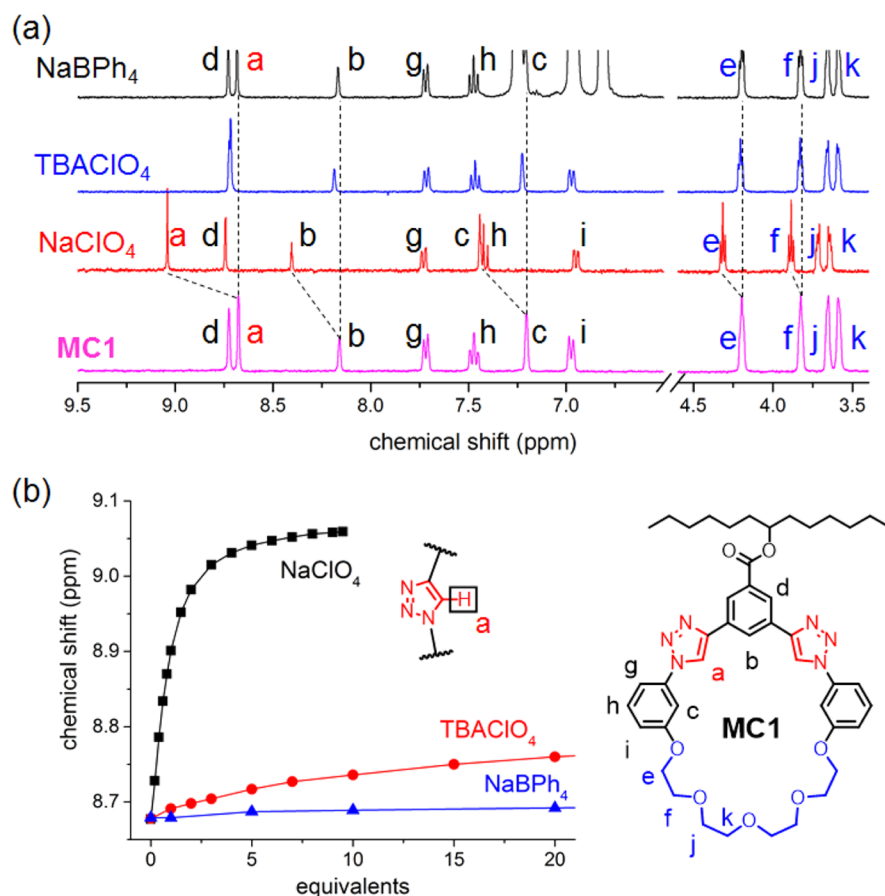 (a)
NaBPh4
d a b g h c e f j k
TBAClO4
NaClO4
a d b g c h i e f j k
MC1
d a b g h c i e f j k
9.5 9.0 8.5 8.0 7.5 7.0 4.5 4.0 3.5
chemical shift (ppm)
(b)
9.1
9.0
8.9
8.8
8.7
chemical shift (ppm)
NaClO4
N N N H
a
TBAClO4
NaBPh4
0 5 10 15 20
equivalents
O O
d
N N N N N N
a b
g
h c MC1
i
O O
e
O O
f O
k
j